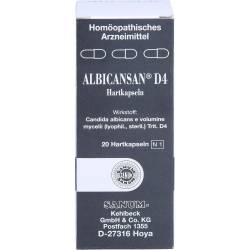 Homöopathisches
Arzneimittel
ALBICANSAN® D4
Hartkapseln
Wirkstoff:
Candida albicans e volumine
mycelii (lyophil., steril.) Trit. D4
20 Hartkapseln N 1
SANUM-
Kehlbeck
GmbH & Co. KG
Postfach 1355
D-27316 Hoya